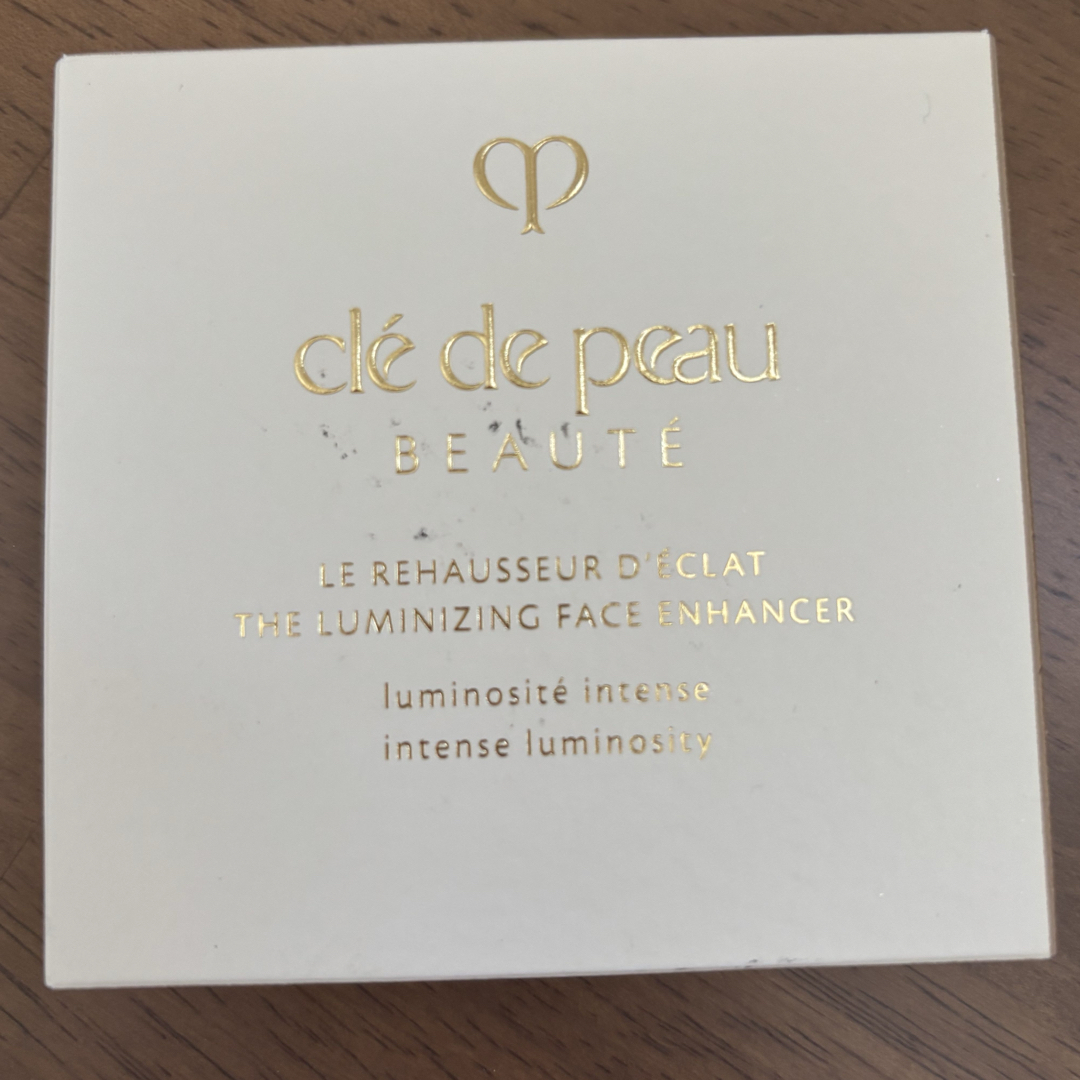 clé de peau
BEAUTÉ
LE REHAUSSEUR D'ÉCLAT
THE LUMINIZING FACE ENHANCER
luminosité intense
intense luminosity